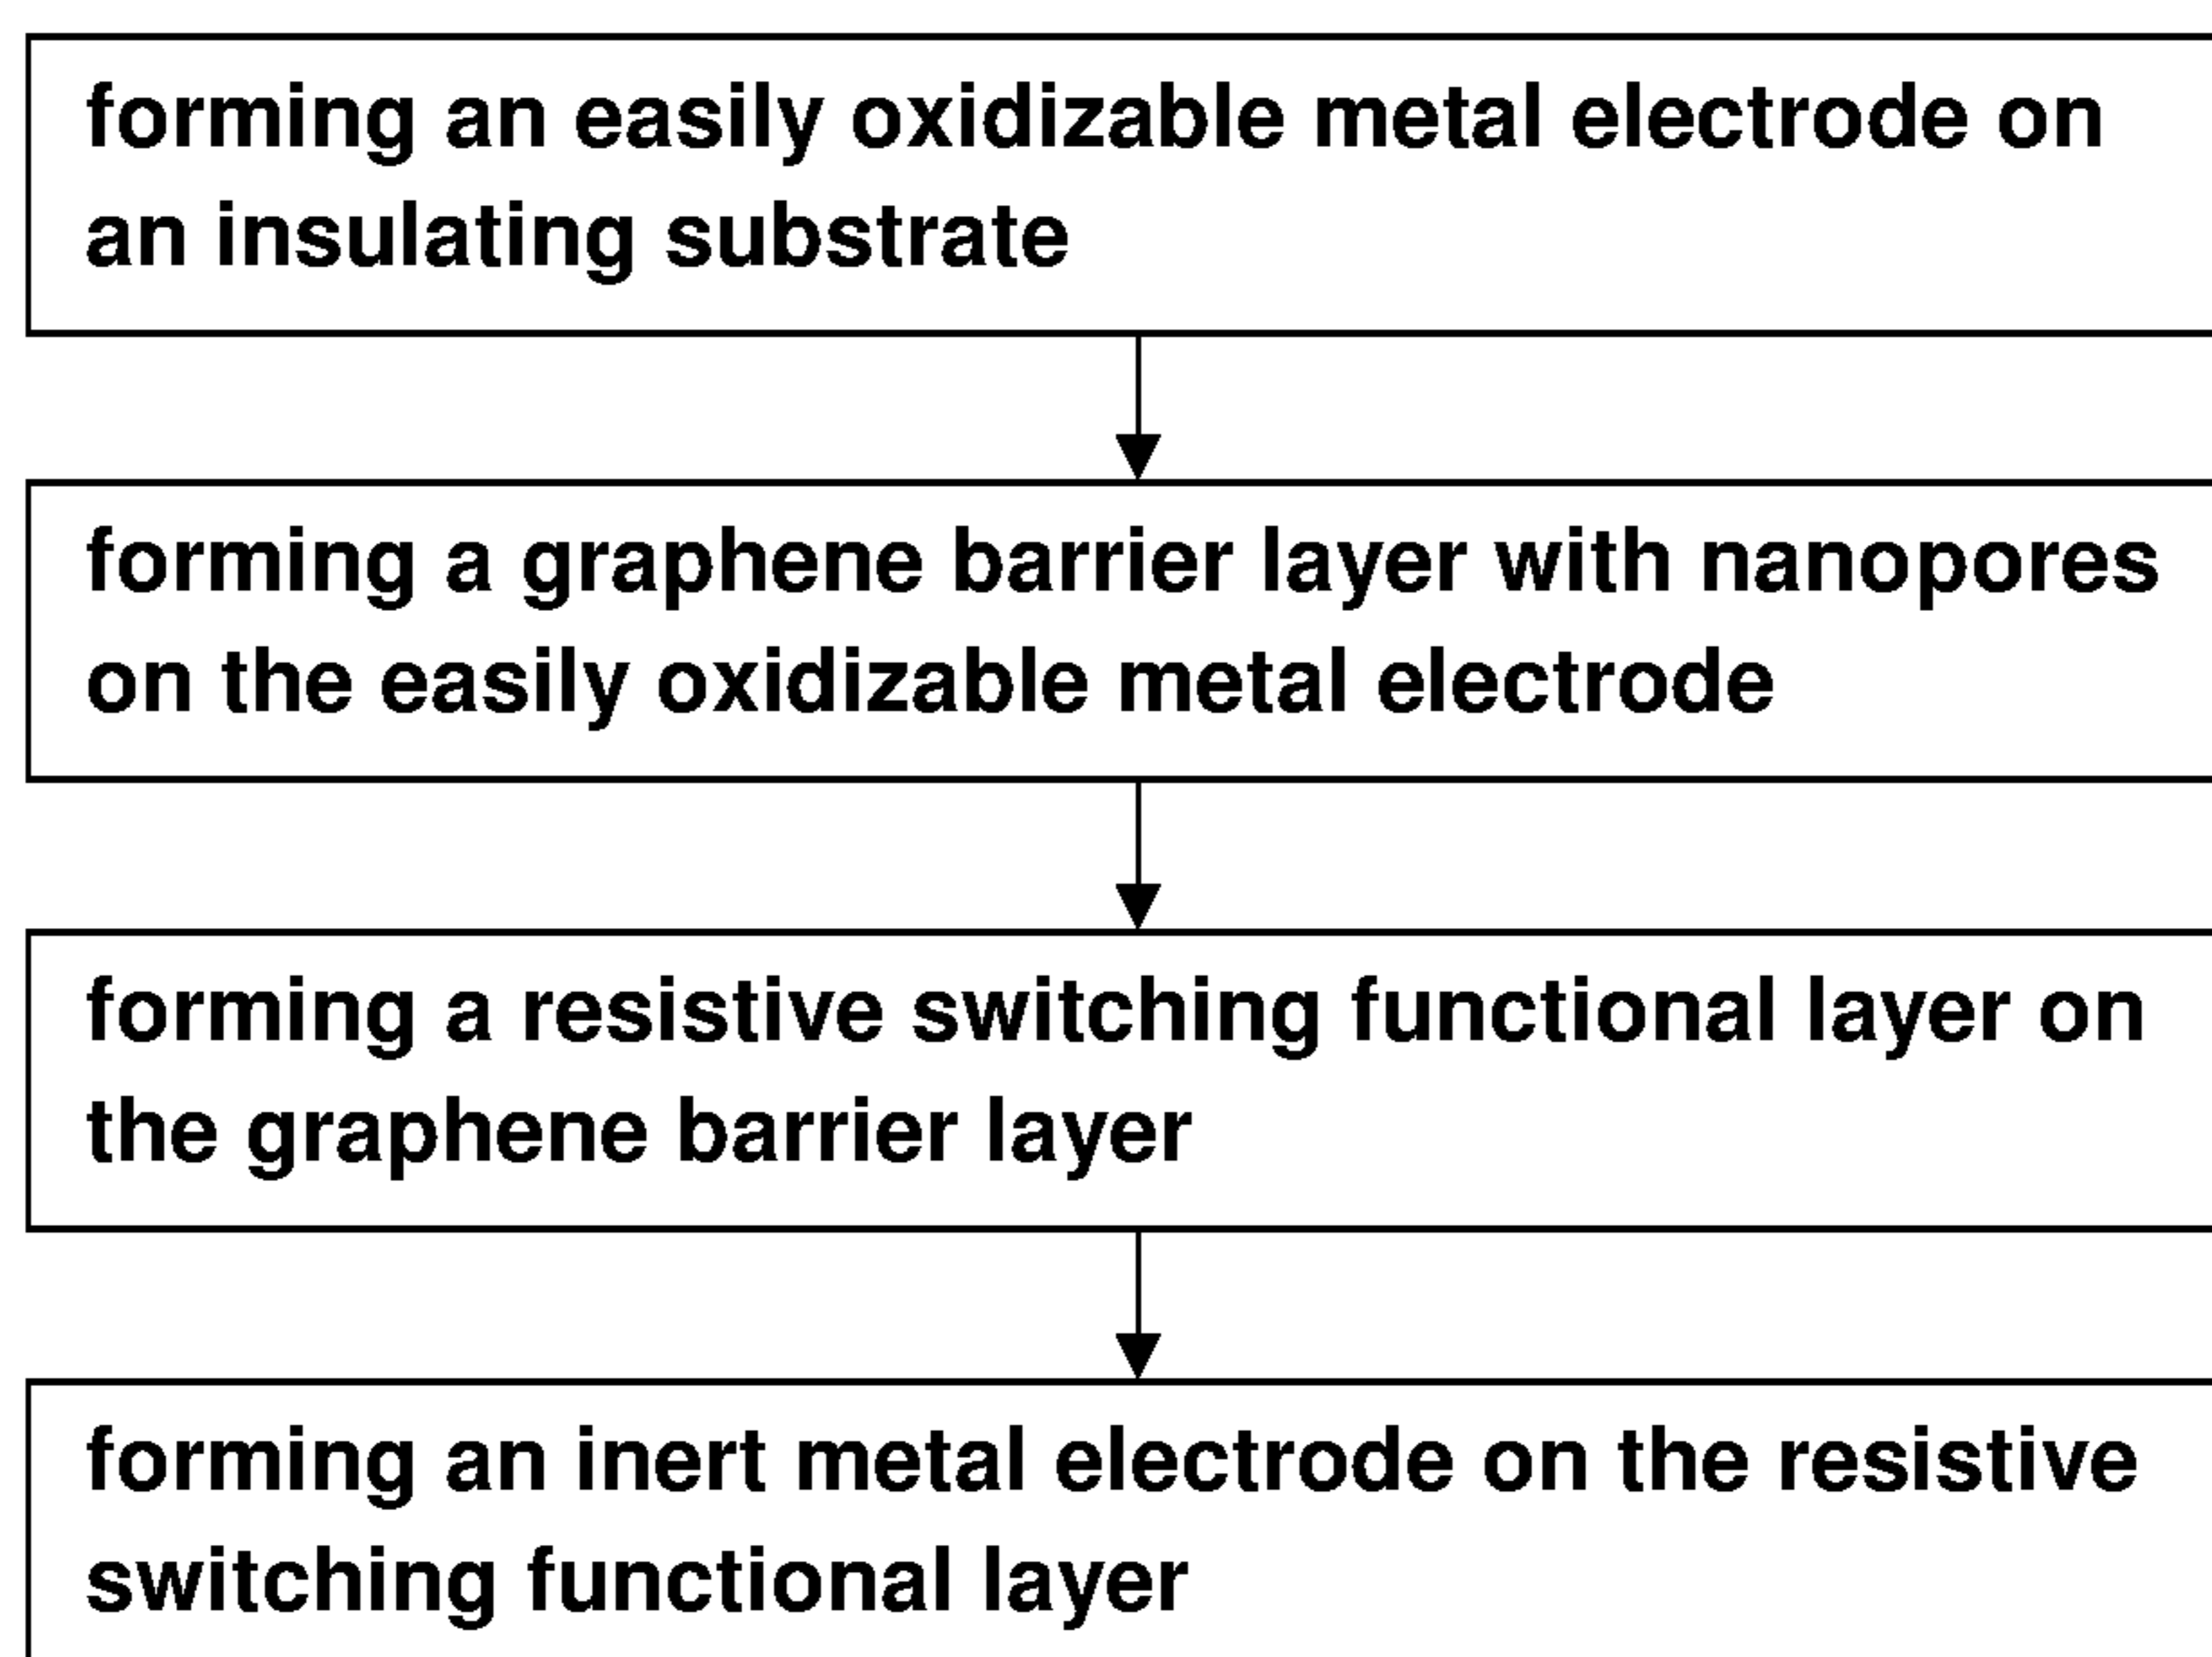 forming an easily oxidizable metal electrode on
an insulating substrate
forming a graphene barrier layer with nanopores
on the easily oxidizable metal electrode
forming a resistive switching functional layer on
the graphene barrier layer
forming an inert metal electrode on the resistive
switching functional layer